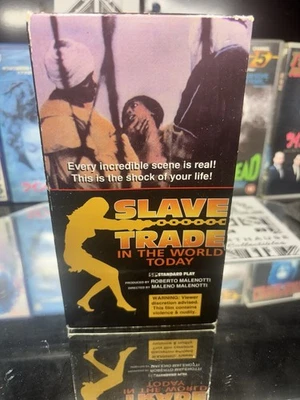 Every incredible scene is real!
This is the shock of your life!
SLAVE
TRADE
IN THE WORLD
TODAY
STANDARD PLAY
PRODUCED BY ROBERTO MALENOTTI
DIRECTED BY MALENO MALENOTTI
WARNING: Viewer
discretion advised.
This film contains
violence & nudity.